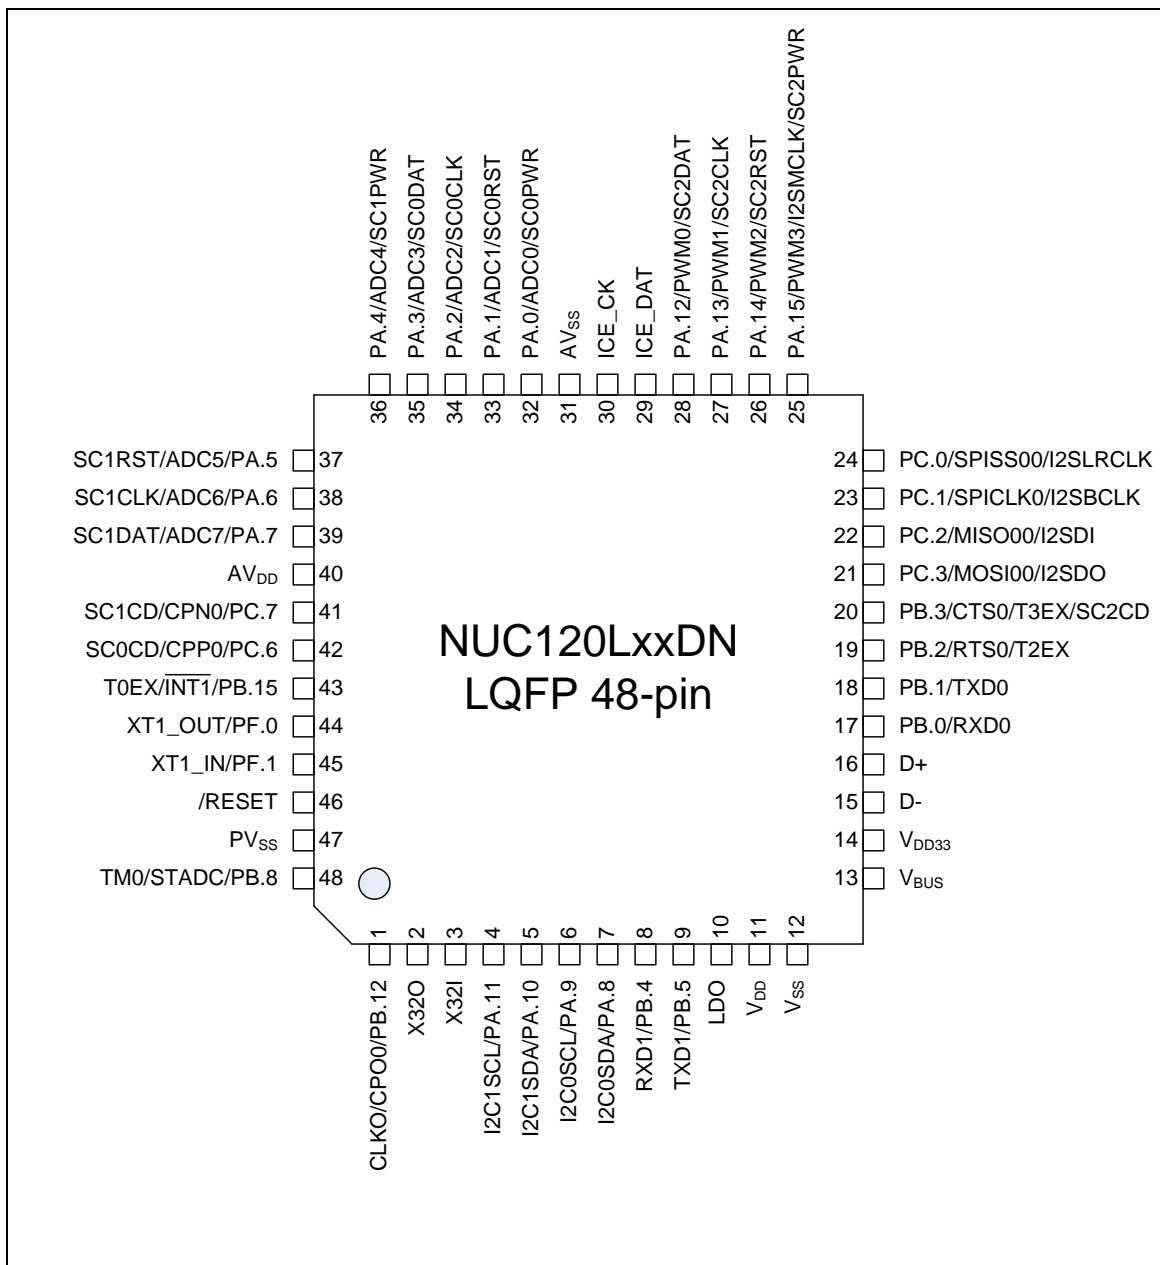 PA.4/ADC4/SC1PWR
PA.3/ADC3/SC0DAT
PA.2/ADC2/SC0CLK
PA.1/ADC1/SC0RST
PA.0/ADC0/SC0PWR
AVSS
ICE_CK
ICE_DAT
PA.12/PWM0/SC2DAT
PA.13/PWM1/SC2CLK
PA.14/PWM2/SC2RST
PA.15/PWM3/I2SMCLK/SC2PWR
36 35 34 33 32 31 30 29 28 27 26 25
SC1RST/ADC5/PA.5 37
SC1CLK/ADC6/PA.6 38
SC1DAT/ADC7/PA.7 39
AVDD 40
SC1CD/CPN0/PC.7 41
SC0CD/CPP0/PC.6 42
T0EX/INT1/PB.15 43
XT1_OUT/PF.0 44
XT1_IN/PF.1 45
/RESET 46
PVSS 47
TM0/STADC/PB.8 48
NUC120LxxDN
LQFP 48-pin
24 PC.0/SPISS00/I2SLRCLK
23 PC.1/SPICLK0/I2SBCLK
22 PC.2/MISO00/I2SDI
21 PC.3/MOSI00/I2SDO
20 PB.3/CTS0/T3EX/SC2CD
19 PB.2/RTS0/T2EX
18 PB.1/TXD0
17 PB.0/RXD0
16 D+
15 D-
14 VDD33
13 VBUS
1 2 3 4 5 6 7 8 9 10 11 12
CLKO/CPO0/PB.12
X32O
X32I
I2C1SCL/PA.11
I2C1SDA/PA.10
I2C0SCL/PA.9
I2C0SDA/PA.8
RXD1/PB.4
TXD1/PB.5
LDO
VDD
VSS